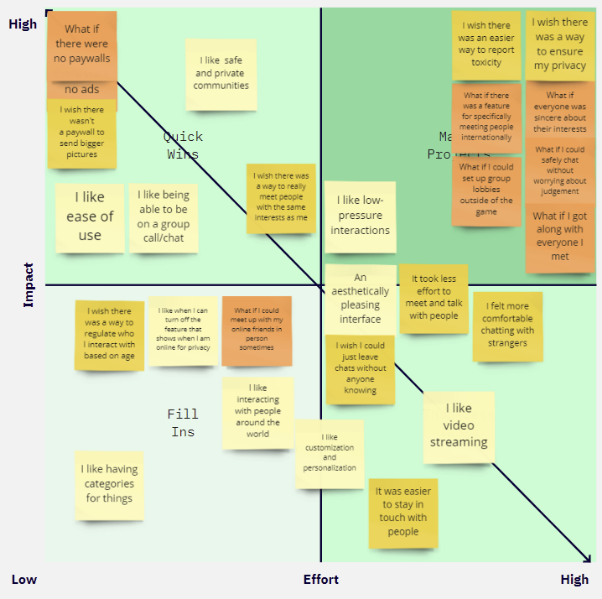 High
What if
there were
no paywalls
no ads
I wish there
wasn't
a paywall to
send bigger
pictures
I like safe
and private
communities
Quick
Wins
I like
ease of
use
I like being
able to be
on a group
call/chat
I wish there was
a way to really
meet people
with the same
interests as me
I like low-
pressure
interactions
I wish there
was an easier
way to report
toxicity
I wish there
was a way
to ensure
my privacy
What if there
was a feature
for specifically
meeting people
internationally
What if
everyone was
sincere about
their interests
What if I could
set up group
lobbies
outside of the
game
What if I could
safely chat
without
worrying about
judgement
What if I got
along with
everyone I
met
Impact
I wish there
was a way to
regulate who
I interact with
based on age
I like when I can
turn off the
feature that
shows when I am
online for privacy
What if I could
meet up with my
online friends in
person
sometimes
An
aesthetically
pleasing
interface
It took less
effort to
meet and talk
with people
I felt more
comfortable
chatting with
strangers
I wish I could
just leave
chats without
anyone
knowing
Fill
Ins
I like
interacting
with people
around the
world
I like
customization
and
personalization
I like
video
streaming
I like having
categories
for things
It was easier
to stay in
touch with
people
Low
Effort
High